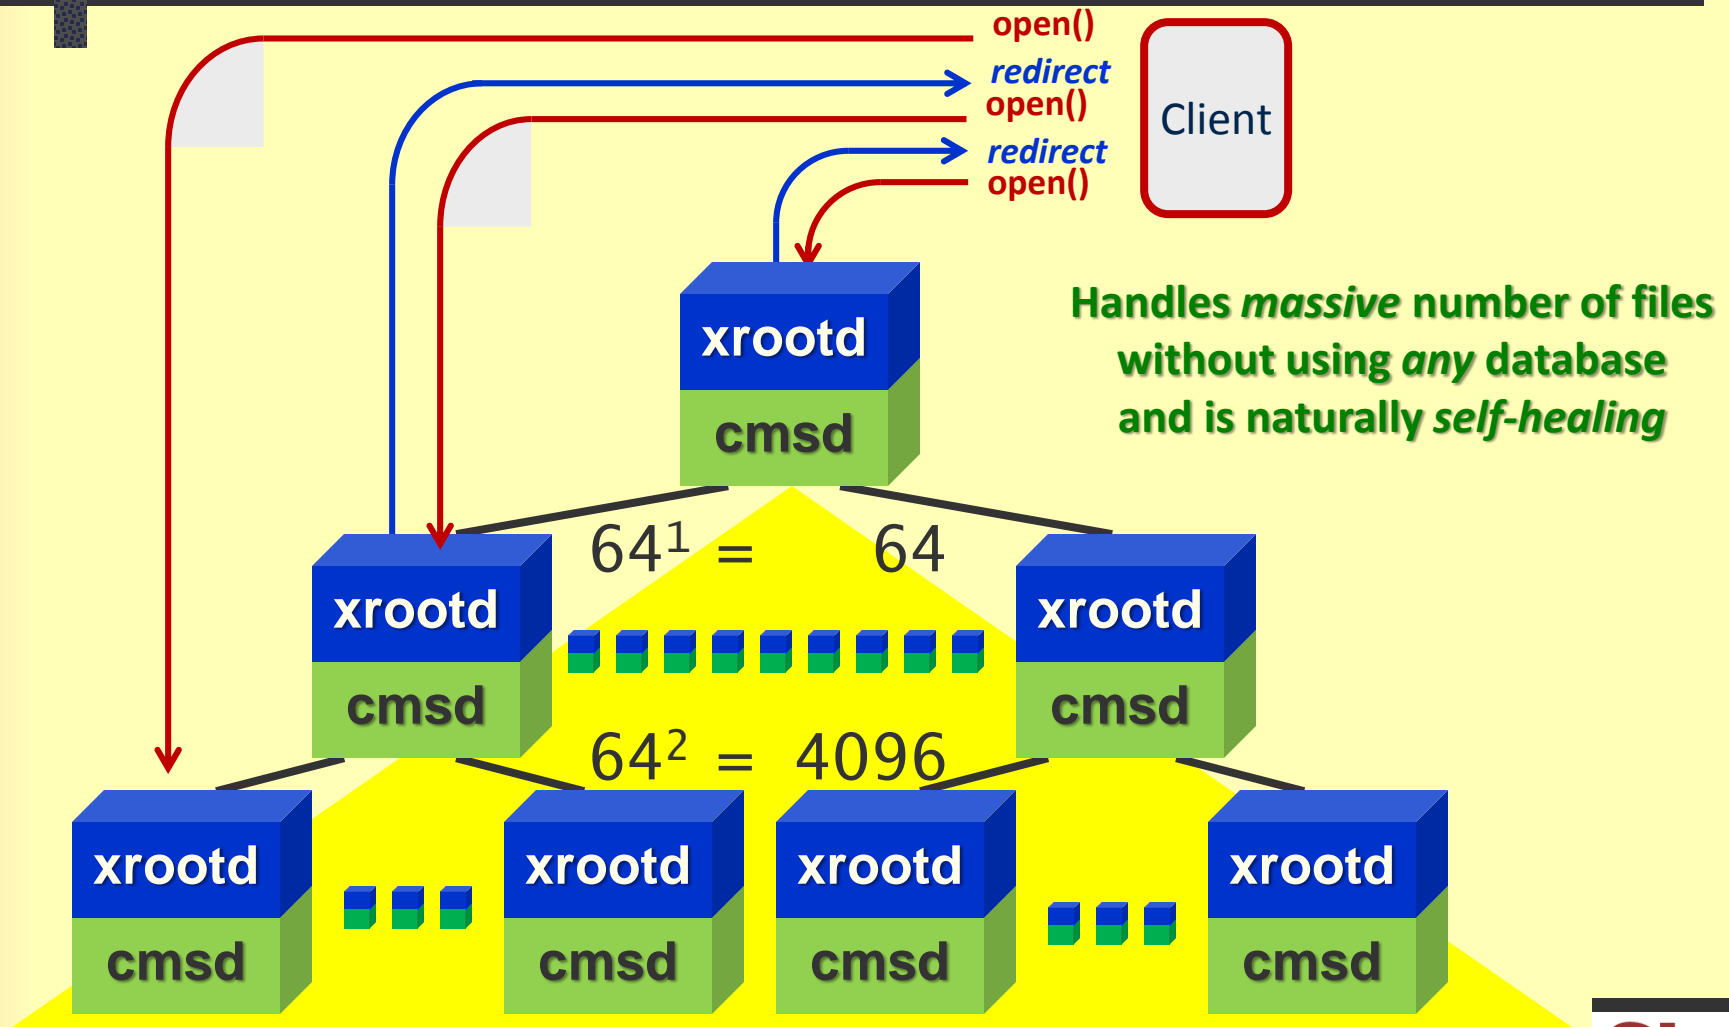 open()
redirect
open()
redirect
open()
Client
Handles massive number of files
without using any database
and is naturally self-healing
xrootd
cmsd
64¹ = 64
xrootd
cmsd
xrootd
cmsd
64² = 4096
xrootd
cmsd
xrootd
cmsd
xrootd
cmsd
xrootd
cmsd